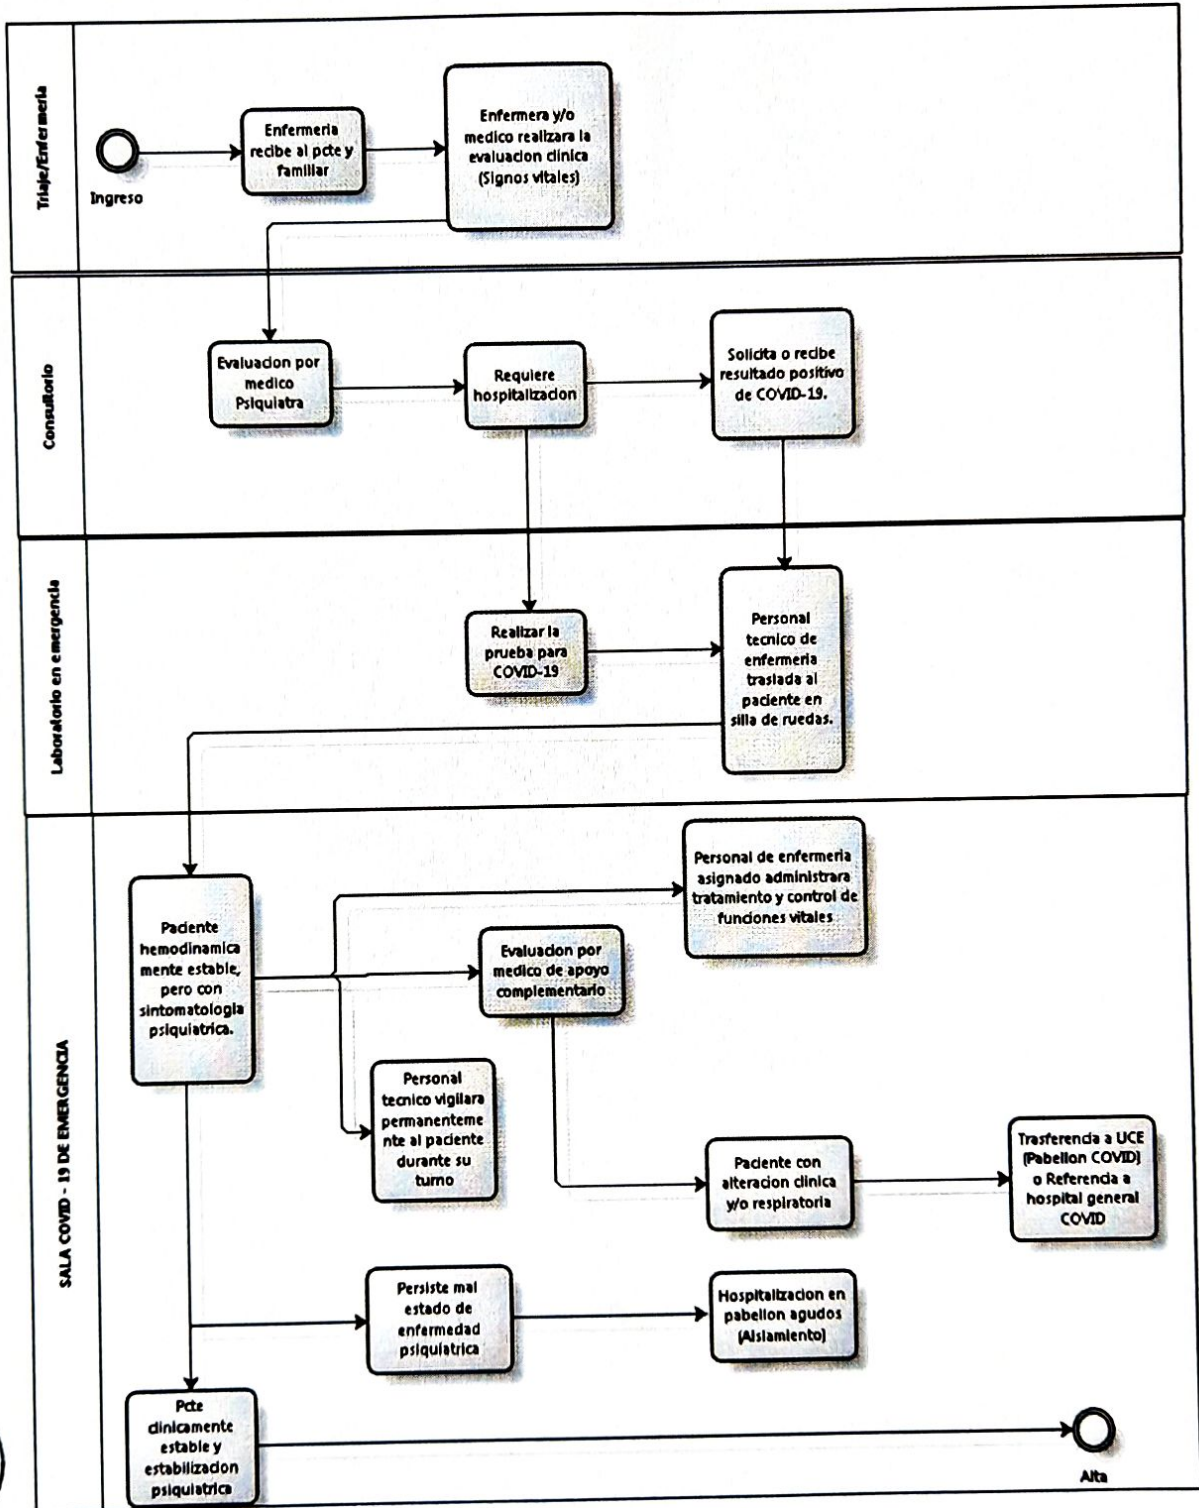 Triaje/Enfermeria
Ingreso
Enfermeria
recibe al pcte y
familiar
Enfermera y/o
medico realizara la
evaluacion clinica
(Signos vitales)
Consultorio
Evaluacion por
medico
Psiquiatra
Requiere
hospitalizacion
Solicita o recibe
resultado positivo
de COVID-19.
Laboratorio en emergencia
Realizar la
prueba para
COVID-19
Personal
tecnico de
enfermeria
traslada al
paciente en
silla de ruedas.
SALA COVID - 19 DE EMERGENCIA
Paciente
hemodinamica
mente estable,
pero con
sintomatologia
psiquiatrica.
Personal de enfermeria
asignado administrara
tratamiento y control de
funciones vitales
Evaluacion por
medico de apoyo
complementario
Personal
tecnico vigilara
permanenteme
nte al paciente
durante su
turno
Paciente con
alteracion clinica
y/o respiratoria
Trasferencia a UCE
(Pabellon COVID)
o Referencia a
hospital general
COVID
Persiste mal
estado de
enfermedad
psiquiatrica
Hospitalizacion en
pabellon agudos
(Aislamiento)
Pcte
clinicamente
estable y
estabilizacion
psiquiatrica
Alta